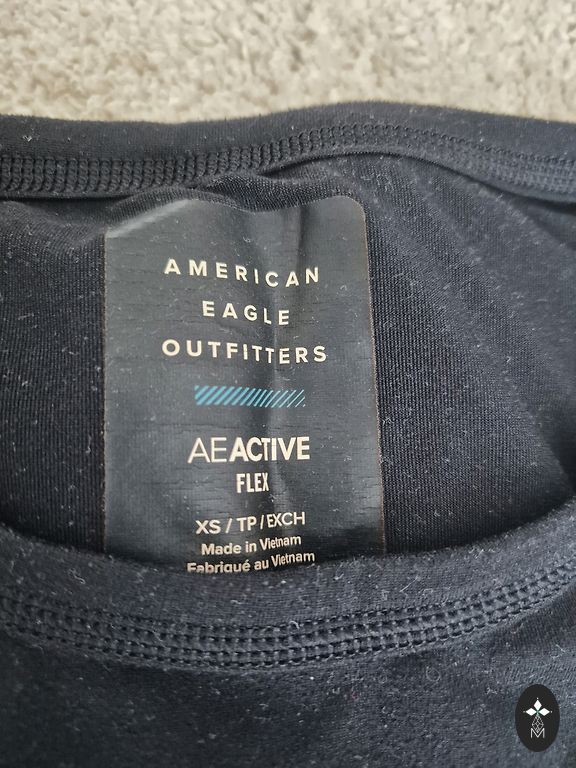 AMERICAN
EAGLE
OUTFITTERS
AEACTIVE
FLEX
XS / TP / EXCH
Made in Vietnam
Fabriqué au Vietnam
M